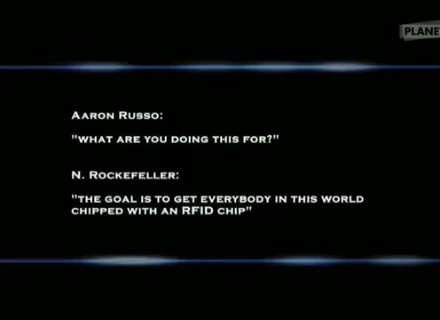 PLANE
AARON RUSSO:
"WHAT ARE YOU DOING THIS FOR?"
N. ROCKEFELLER:
"THE GOAL IS TO GET EVERYBODY IN THIS WORLD
CHIPPED WITH AN RFID CHIP"